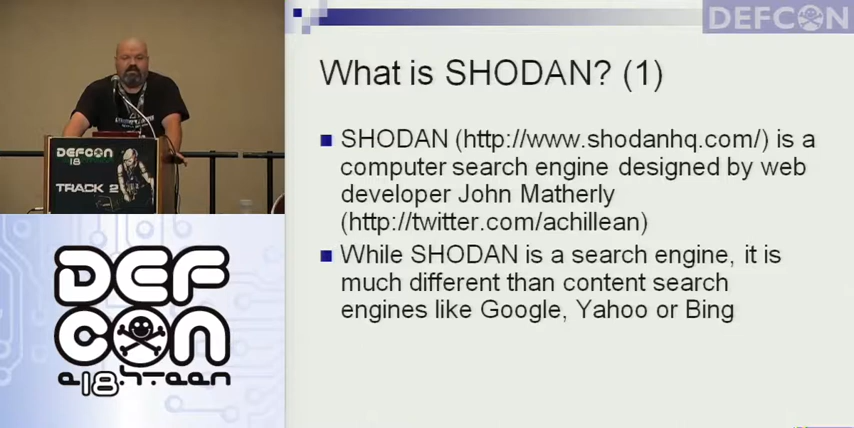 DEFCON
What is SHODAN? (1)
SHODAN (http://www.shodanhq.com/) is a
computer search engine designed by web
developer John Matherly
(http://twitter.com/achillean)
While SHODAN is a search engine, it is
much different than content search
engines like Google, Yahoo or Bing
DEFCON
18
TRACK 2
DEF
CON
e18.hteen